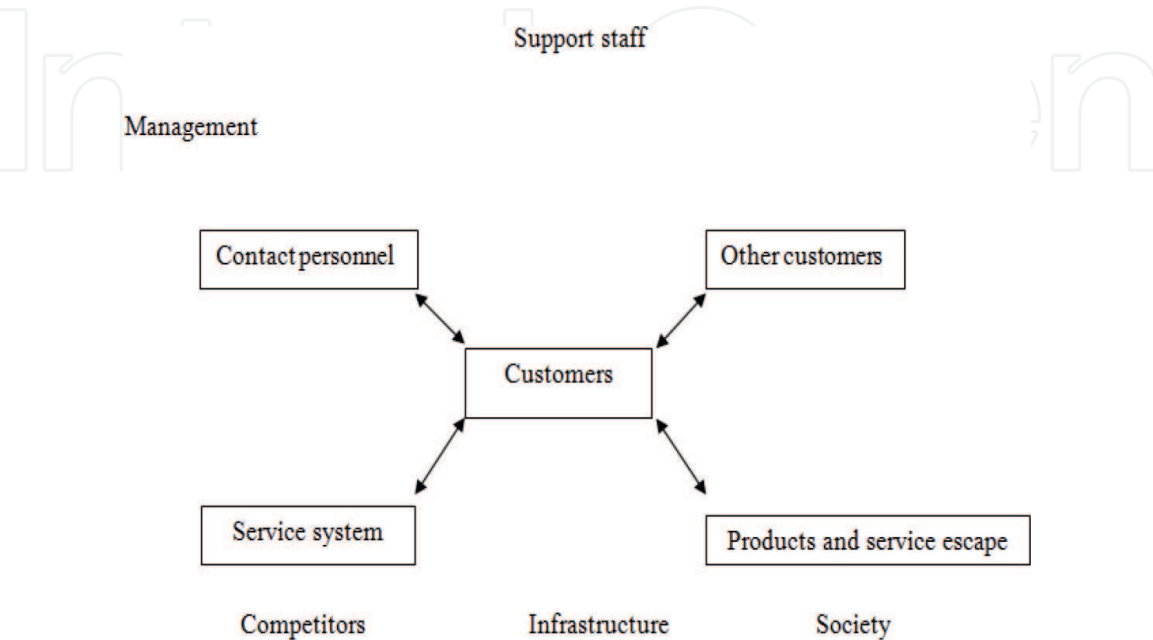 Support staff
Management
Contact personnel
Other customers
Customers
Service system
Products and service escape
Competitors
Infrastructure
Society